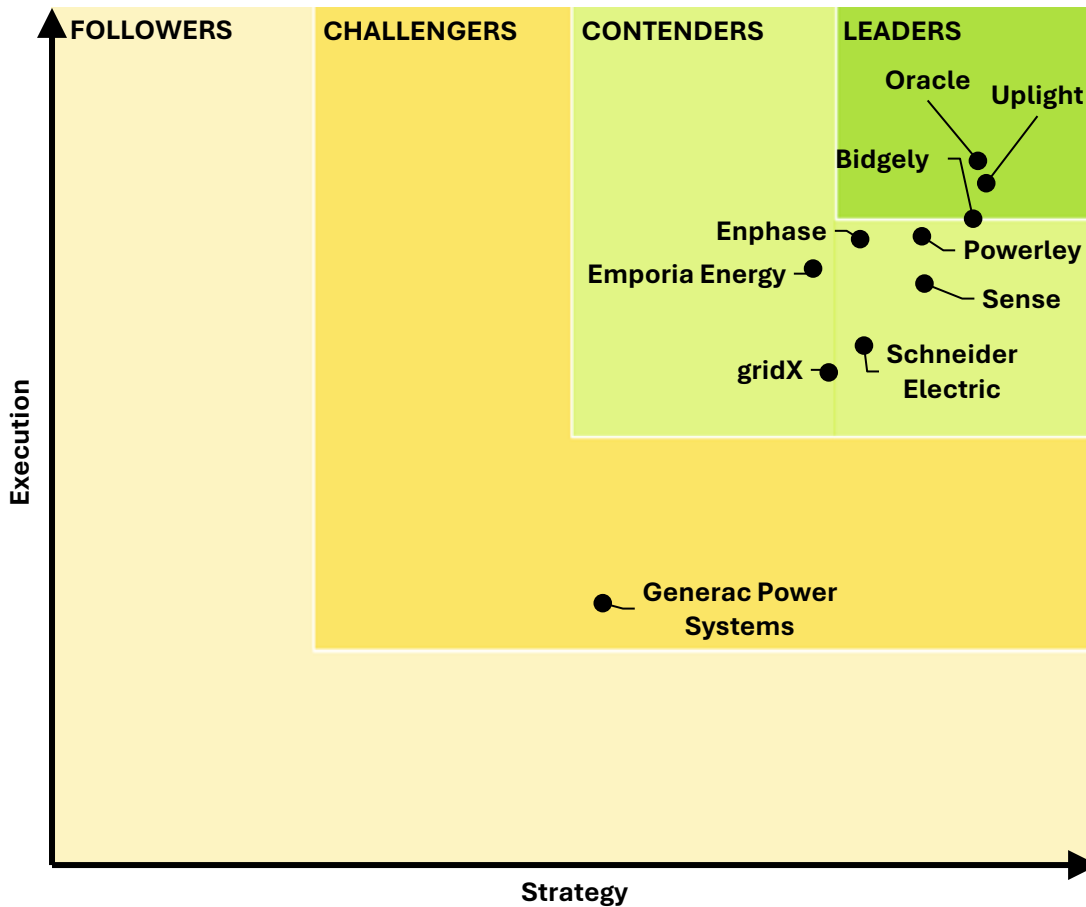 FOLLOWERS
CHALLENGERS
CONTENDERS
LEADERS
Oracle
Uplight
Bidgely
Enphase
Powerley
Emporia Energy
Sense
Schneider
Electric
gridX
Execution
Generac Power
Systems
Strategy